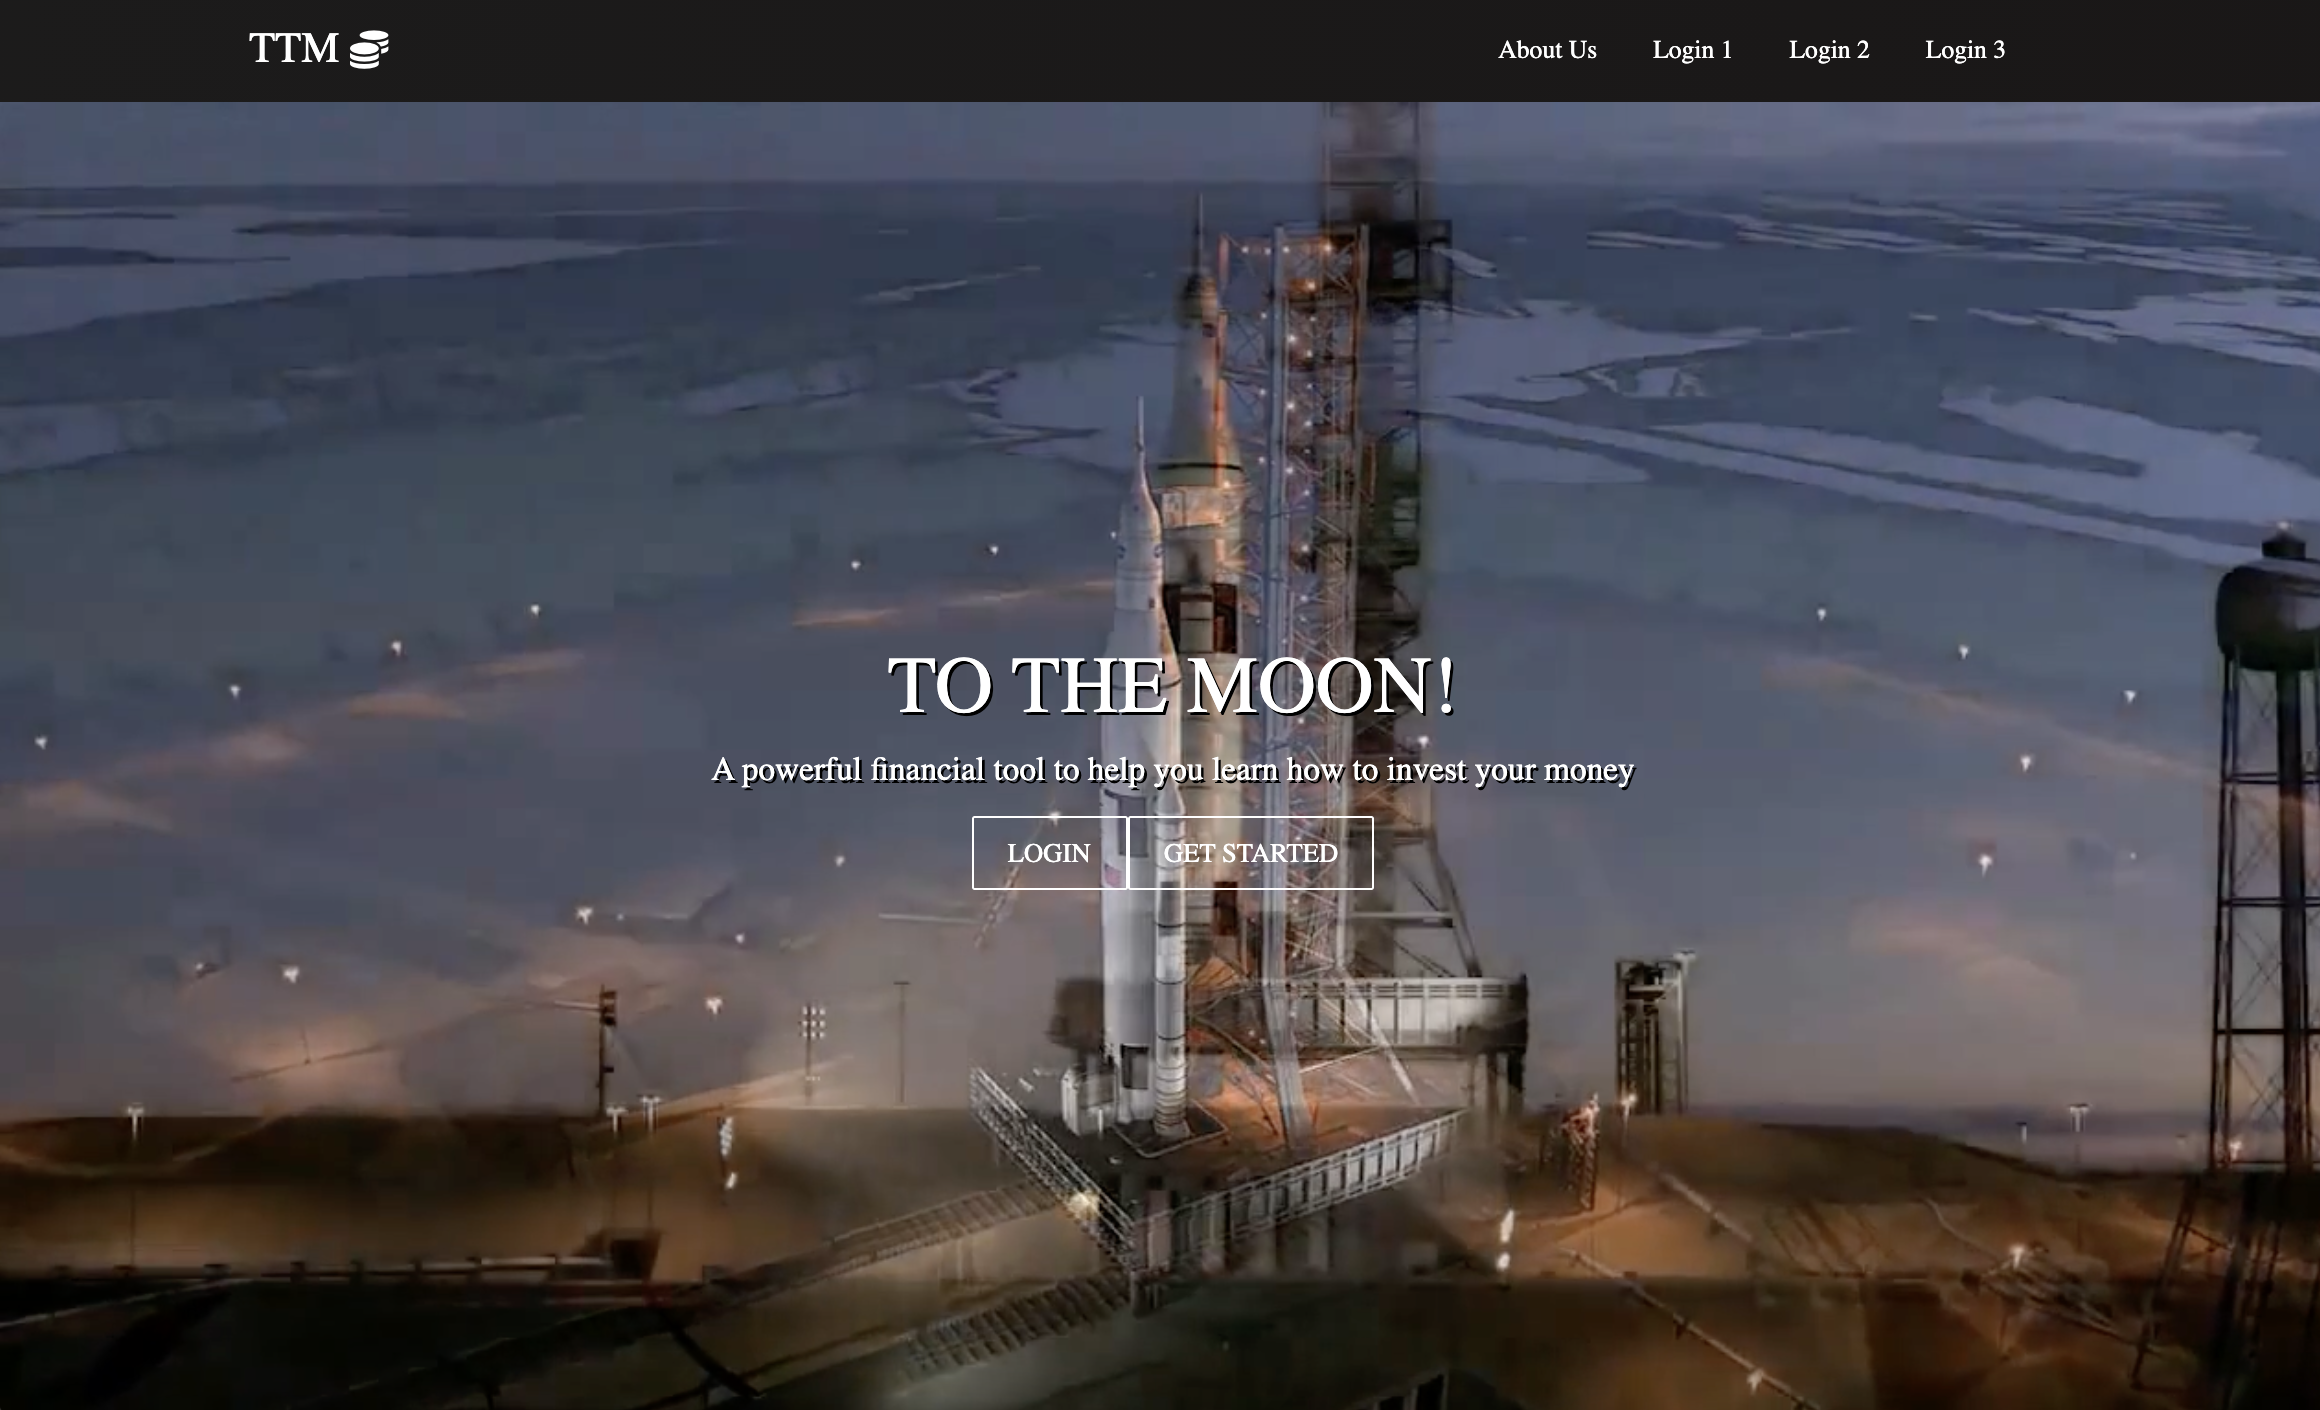 TTM
About Us Login 1 Login 2 Login 3
TO THE MOON!
A powerful financial tool to help you learn how to invest your money
LOGIN GET STARTED